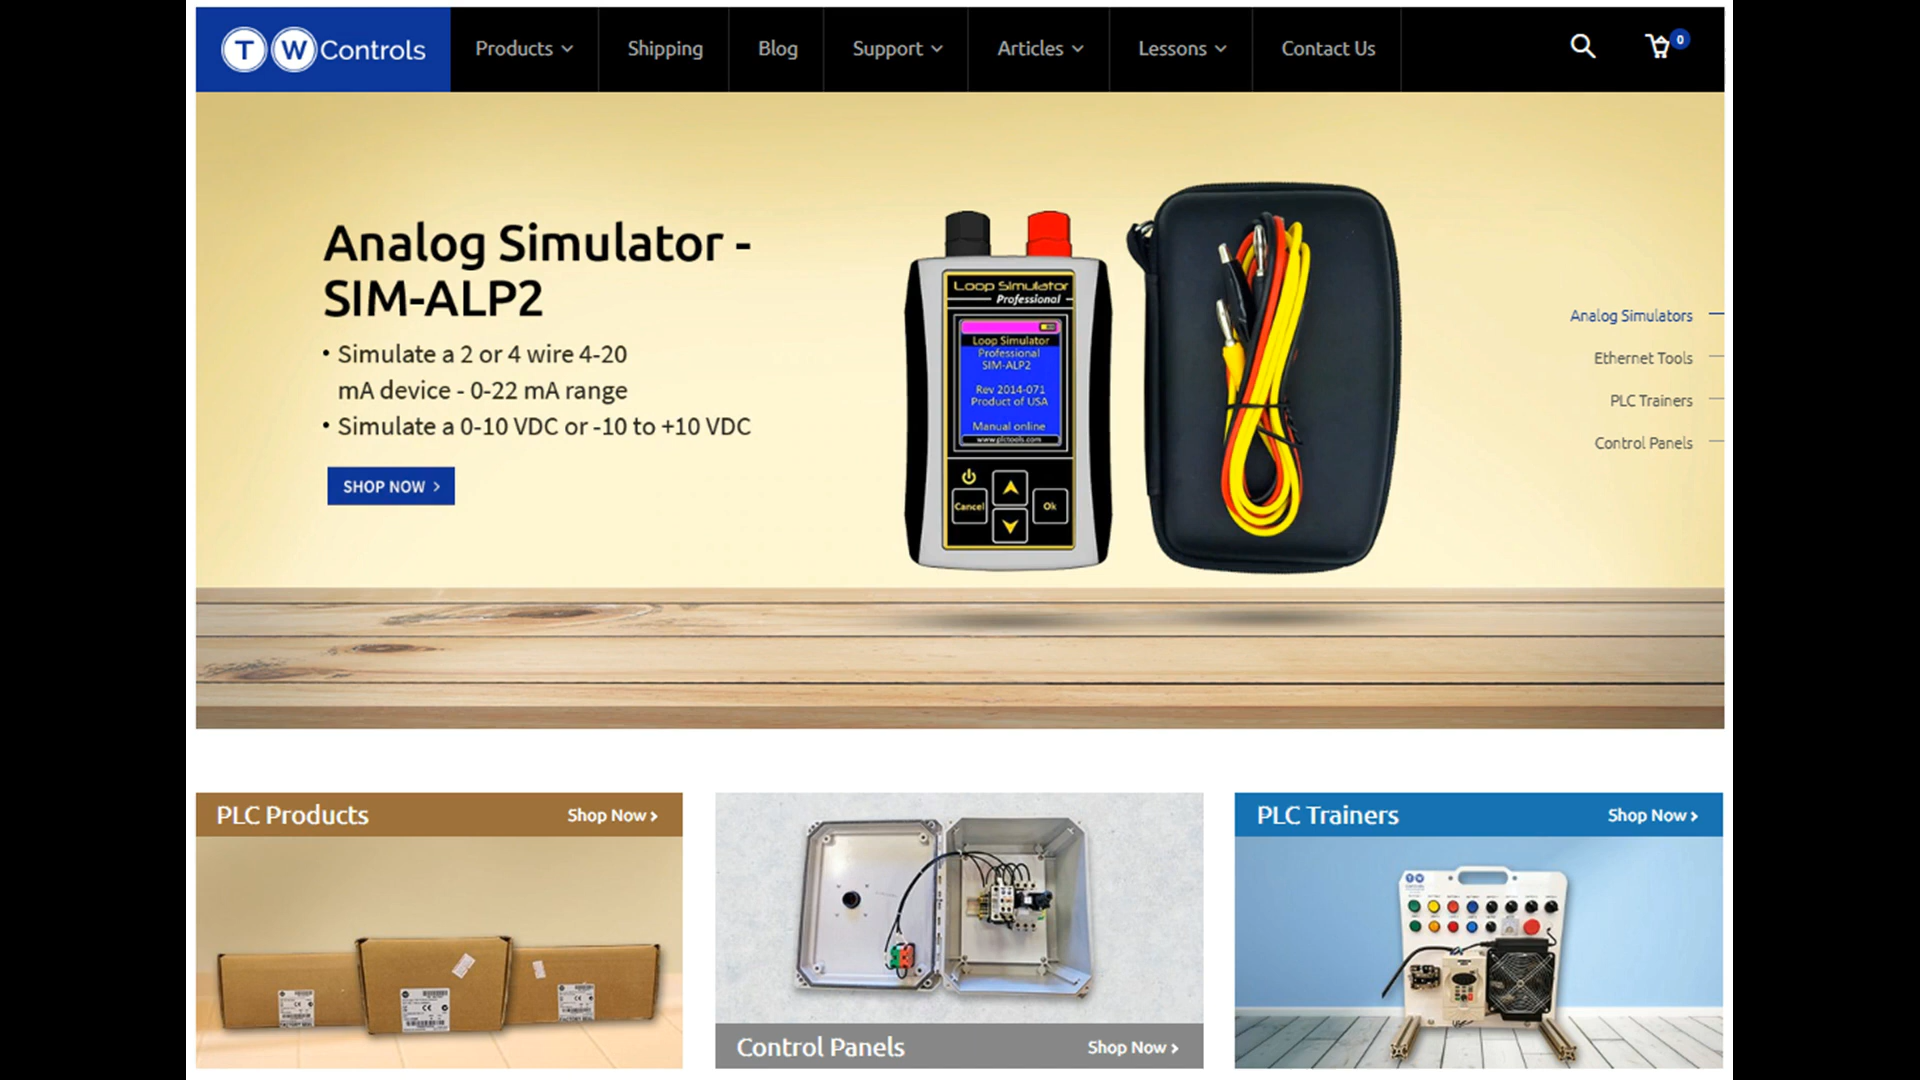 TW Controls
Products
Shipping
Blog
Support
Articles
Lessons
Contact Us
0
Analog Simulator -
SIM-ALP2
• Simulate a 2 or 4 wire 4-20
mA device - 0-22 mA range
• Simulate a 0-10 VDC or -10 to +10 VDC
SHOP NOW >
Loop Simulator
Professional
Loop Simulator
Professional
SIM-ALP2
Rev 2014-071
Product of USA
Manual online
www.plctools.com
Cancel
Ok
Analog Simulators
Ethernet Tools
PLC Trainers
Control Panels
PLC Products
Shop Now >
Control Panels
Shop Now >
PLC Trainers
Shop Now >